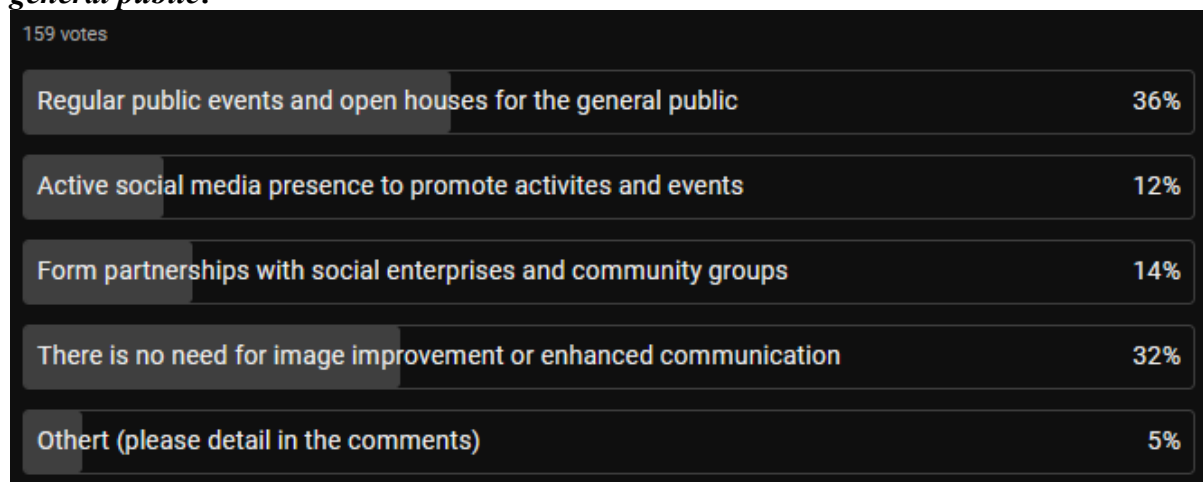 general public?
159 votes
Regular public events and open houses for the general public 36%
Active social media presence to promote activites and events 12%
Form partnerships with social enterprises and community groups 14%
There is no need for image improvement or enhanced communication 32%
Othert (please detail in the comments) 5%